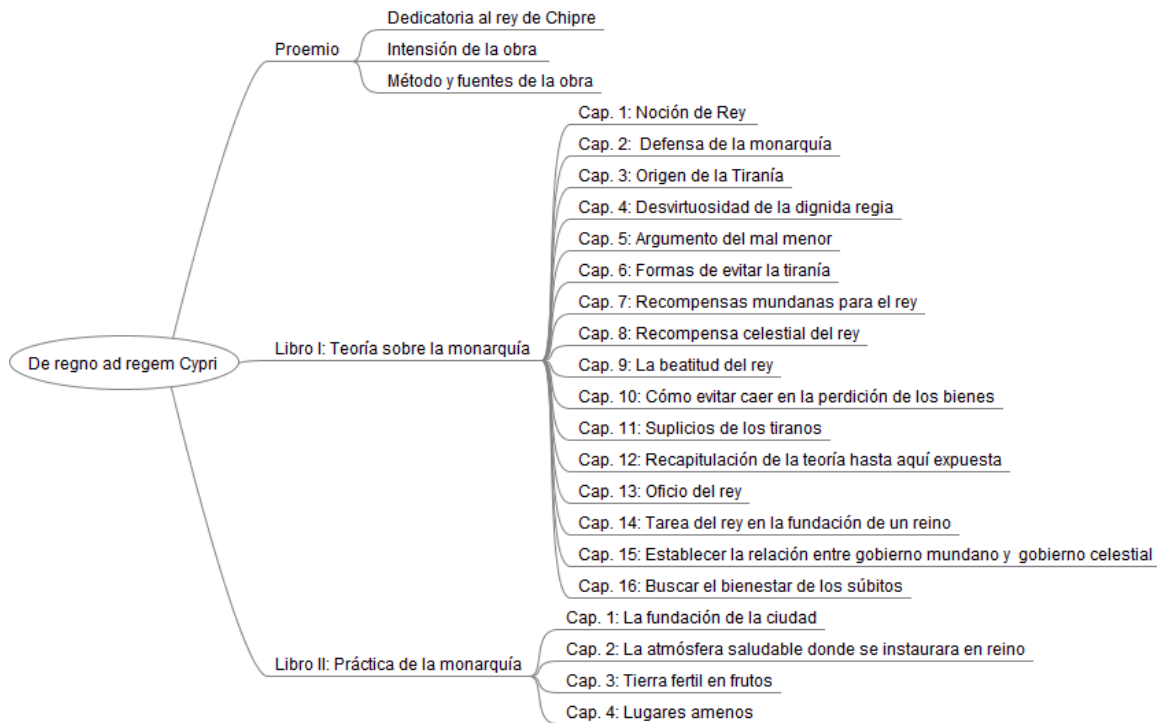 De regno ad regem Cypri
Proemio
Dedicatoria al rey de Chipre
Intensión de la obra
Método y fuentes de la obra
Libro I: Teoría sobre la monarquía
Cap. 1: Noción de Rey
Cap. 2:  Defensa de la monarquía
Cap. 3: Origen de la Tiranía
Cap. 4: Desvirtuosidad de la dignida regia
Cap. 5: Argumento del mal menor
Cap. 6: Formas de evitar la tiranía
Cap. 7: Recompensas mundanas para el rey
Cap. 8: Recompensa celestial del rey
Cap. 9: La beatitud del rey
Cap. 10: Cómo evitar caer en la perdición de los bienes
Cap. 11: Suplicios de los tiranos
Cap. 12: Recapitulación de la teoría hasta aquí expuesta
Cap. 13: Oficio del rey
Cap. 14: Tarea del rey en la fundación de un reino
Cap. 15: Establecer la relación entre gobierno mundano y  gobierno celestial
Cap. 16: Buscar el bienestar de los súbitos
Libro II: Práctica de la monarquía
Cap. 1: La fundación de la ciudad
Cap. 2: La atmósfera saludable donde se instaurara en reino
Cap. 3: Tierra fertil en frutos
Cap. 4: Lugares amenos